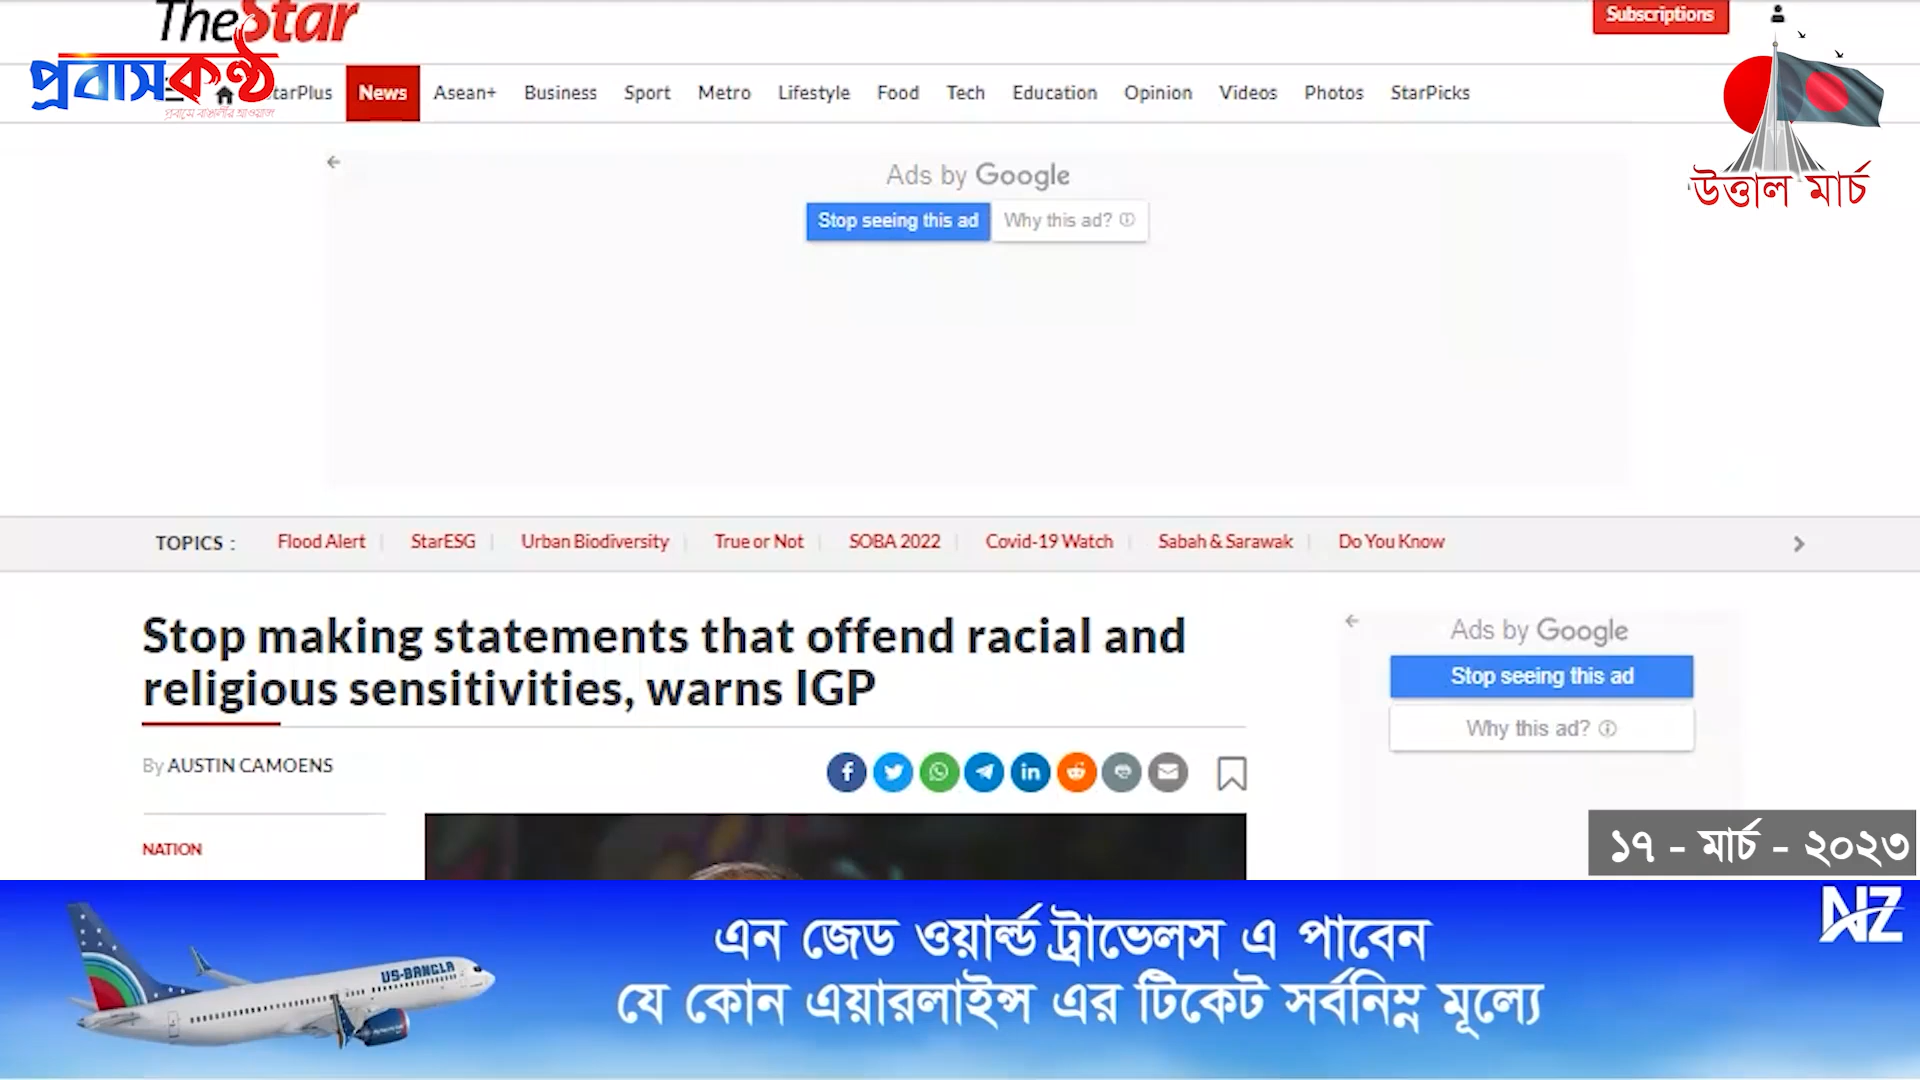 TheStar
Subscriptions
প্রবাসকণ্ঠ
প্রবাসে বাঙ্গালীর আওয়াজ
tarPlus News Asean+ Business Sport Metro Lifestyle Food Tech Education Opinion Videos Photos StarPicks
উত্তাল মার্চ
Ads by Google
Stop seeing this ad Why this ad?
TOPICS : Flood Alert StarESG Urban Biodiversity True or Not SOBA 2022 Covid-19 Watch Sabah & Sarawak Do You Know
Stop making statements that offend racial and
religious sensitivities, warns IGP
By AUSTIN CAMOENS
NATION
Ads by Google
Stop seeing this ad
Why this ad?
১৭ - মার্চ - ২০২৩
NZ
এন জেড ওয়ার্ল্ড ট্রাভেলস এ পাবেন
যে কোন এয়ারলাইন্স এর টিকেট সর্বনিম্ন মূল্যে
US-BANGLA